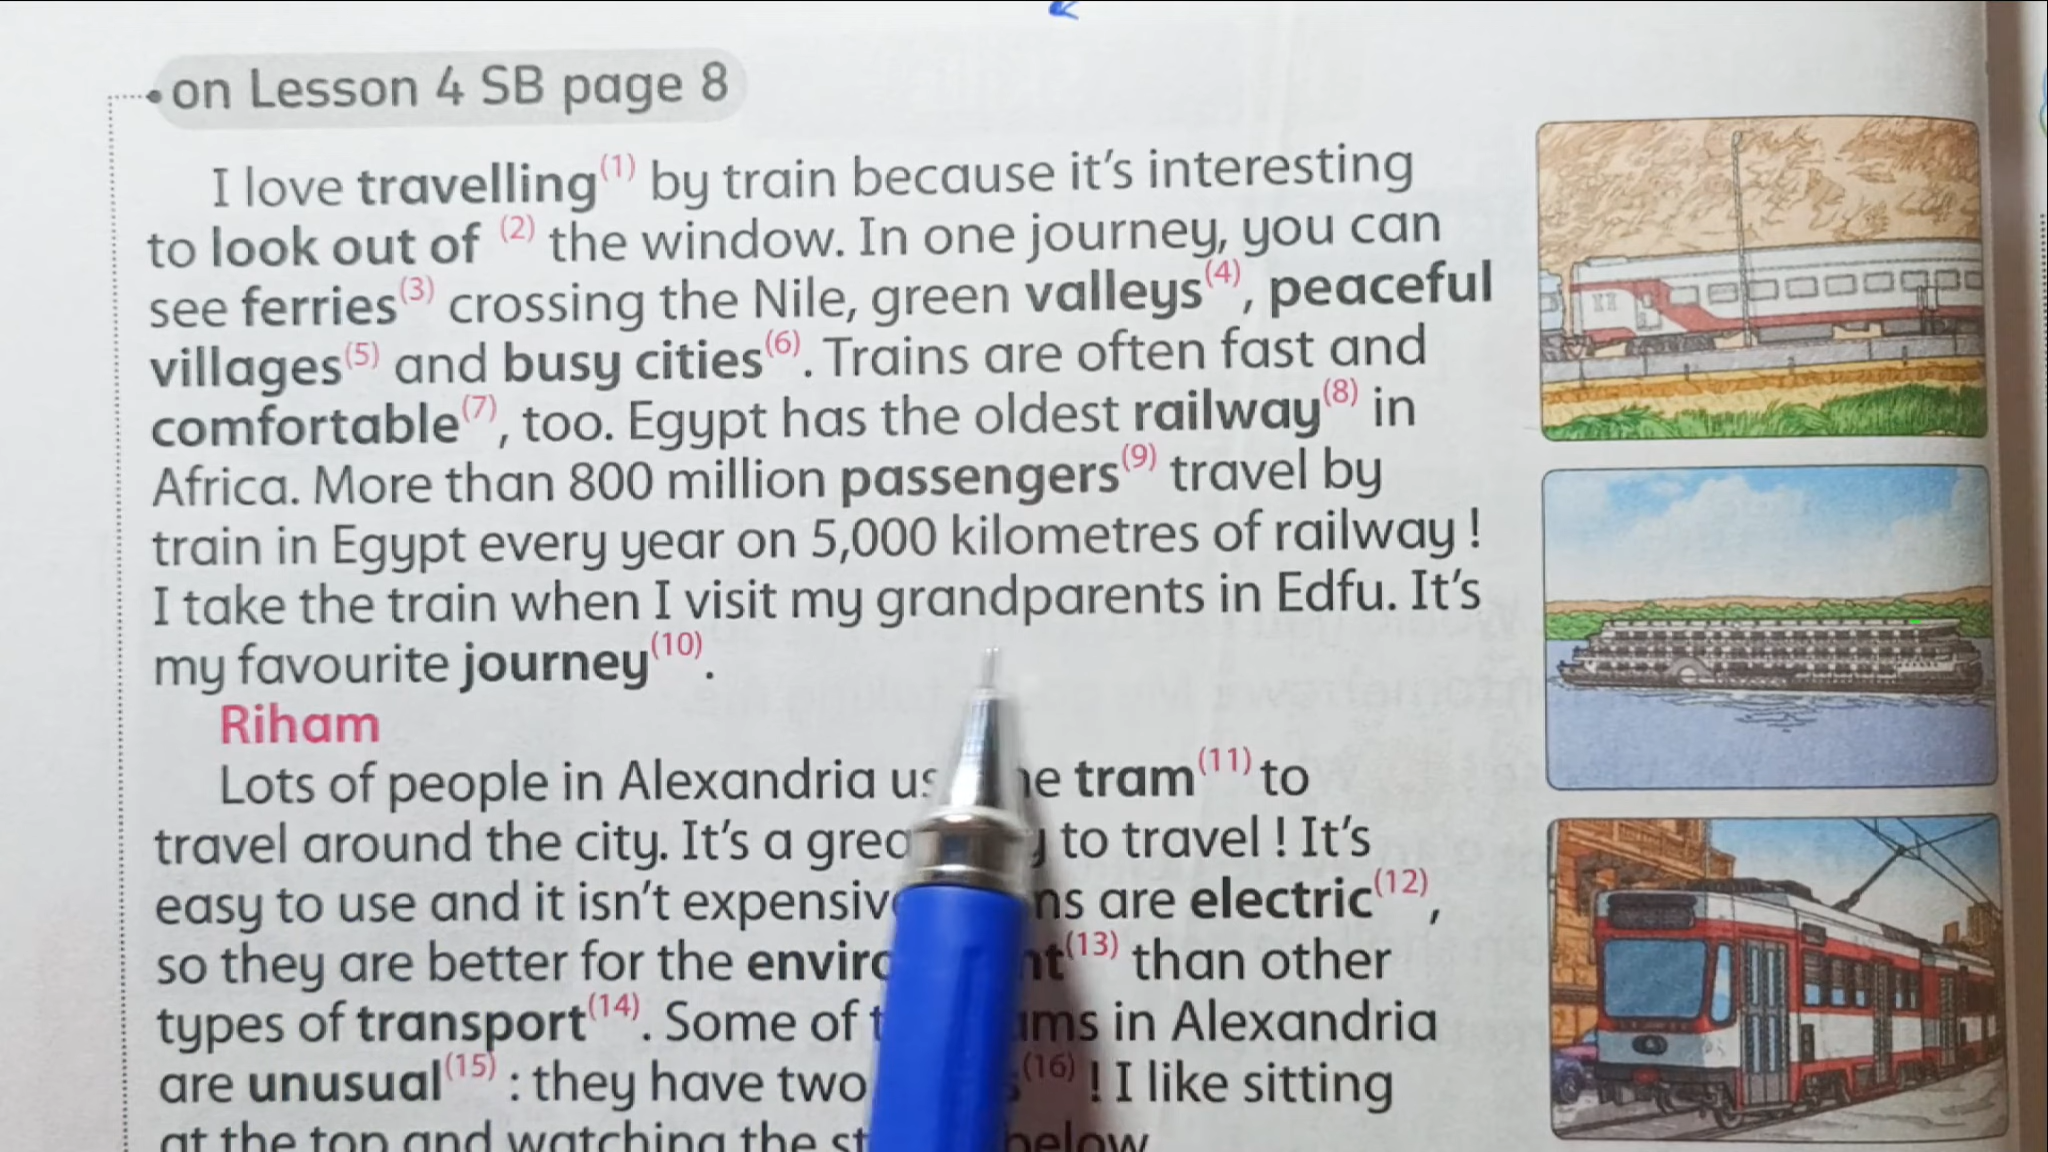 on Lesson 4 SB page 8
I love travelling(1) by train because it's interesting
to look out of (2) the window. In one journey, you can
see ferries(3) crossing the Nile, green valleys(4), peaceful
villages(5) and busy cities(6). Trains are often fast and
comfortable(7), too. Egypt has the oldest railway(8) in
Africa. More than 800 million passengers(9) travel by
train in Egypt every year on 5,000 kilometres of railway !
I take the train when I visit my grandparents in Edfu. It's
my favourite journey(10).
Riham
Lots of people in Alexandria tram(11) to
travel around the city. It's a to travel ! It's
easy to use and it isn't are electric(12),
so they are better for the (13) than other
types of transport(14). Some of in Alexandria
are unusual(15) : they have two (16) ! I like sitting
at the top and watching the below